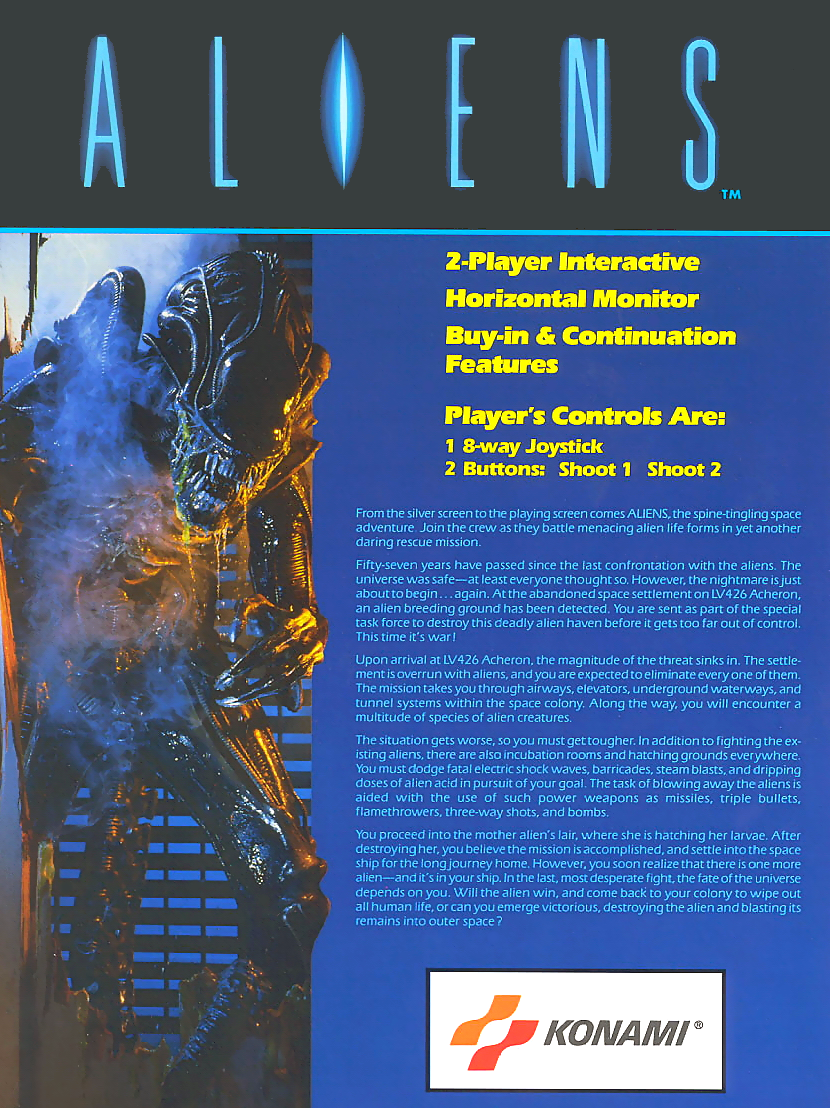 ALIENS™
2-Player Interactive
Horizontal Monitor
Buy-in & Continuation
Features
Player's Controls Are:
1 8-way Joystick
2 Buttons: Shoot 1 Shoot 2
From the silver screen to the playing screen comes ALIENS, the spine-tingling space
adventure. Join the crew as they battle menacing alien life forms in yet another
daring rescue mission.
Fifty-seven years have passed since the last confrontation with the aliens. The
universe was safe—at least everyone thought so. However, the nightmare is just
about to begin...again. At the abandoned space settlement on LV426 Acheron,
an alien breeding ground has been detected. You are sent as part of the special
task force to destroy this deadly alien haven before it gets too far out of control.
This time it's war!
Upon arrival at LV426 Acheron, the magnitude of the threat sinks in. The settle-
ment is overrun with aliens, and you are expected to eliminate every one of them.
The mission takes you through airways, elevators, underground waterways, and
tunnel systems within the space colony. Along the way, you will encounter a
multitude of species of alien creatures.
The situation gets worse, so you must get tougher. In addition to fighting the ex-
isting aliens, there are also incubation rooms and hatching grounds everywhere.
You must dodge fatal electric shock waves, barricades, steam blasts, and dripping
doses of alien acid in pursuit of your goal. The task of blowing away the aliens is
aided with the use of such power weapons as missiles, triple bullets,
flamethrowers, three-way shots, and bombs.
You proceed into the mother alien's lair, where she is hatching her larvae. After
destroying her, you believe the mission is accomplished, and settle into the space
ship for the long journey home. However, you soon realize that there is one more
alien—and it's in your ship. In the last, most desperate fight, the fate of the universe
depends on you. Will the alien win, and come back to your colony to wipe out
all human life, or can you emerge victorious, destroying the alien and blasting its
remains into outer space?
KONAMI®